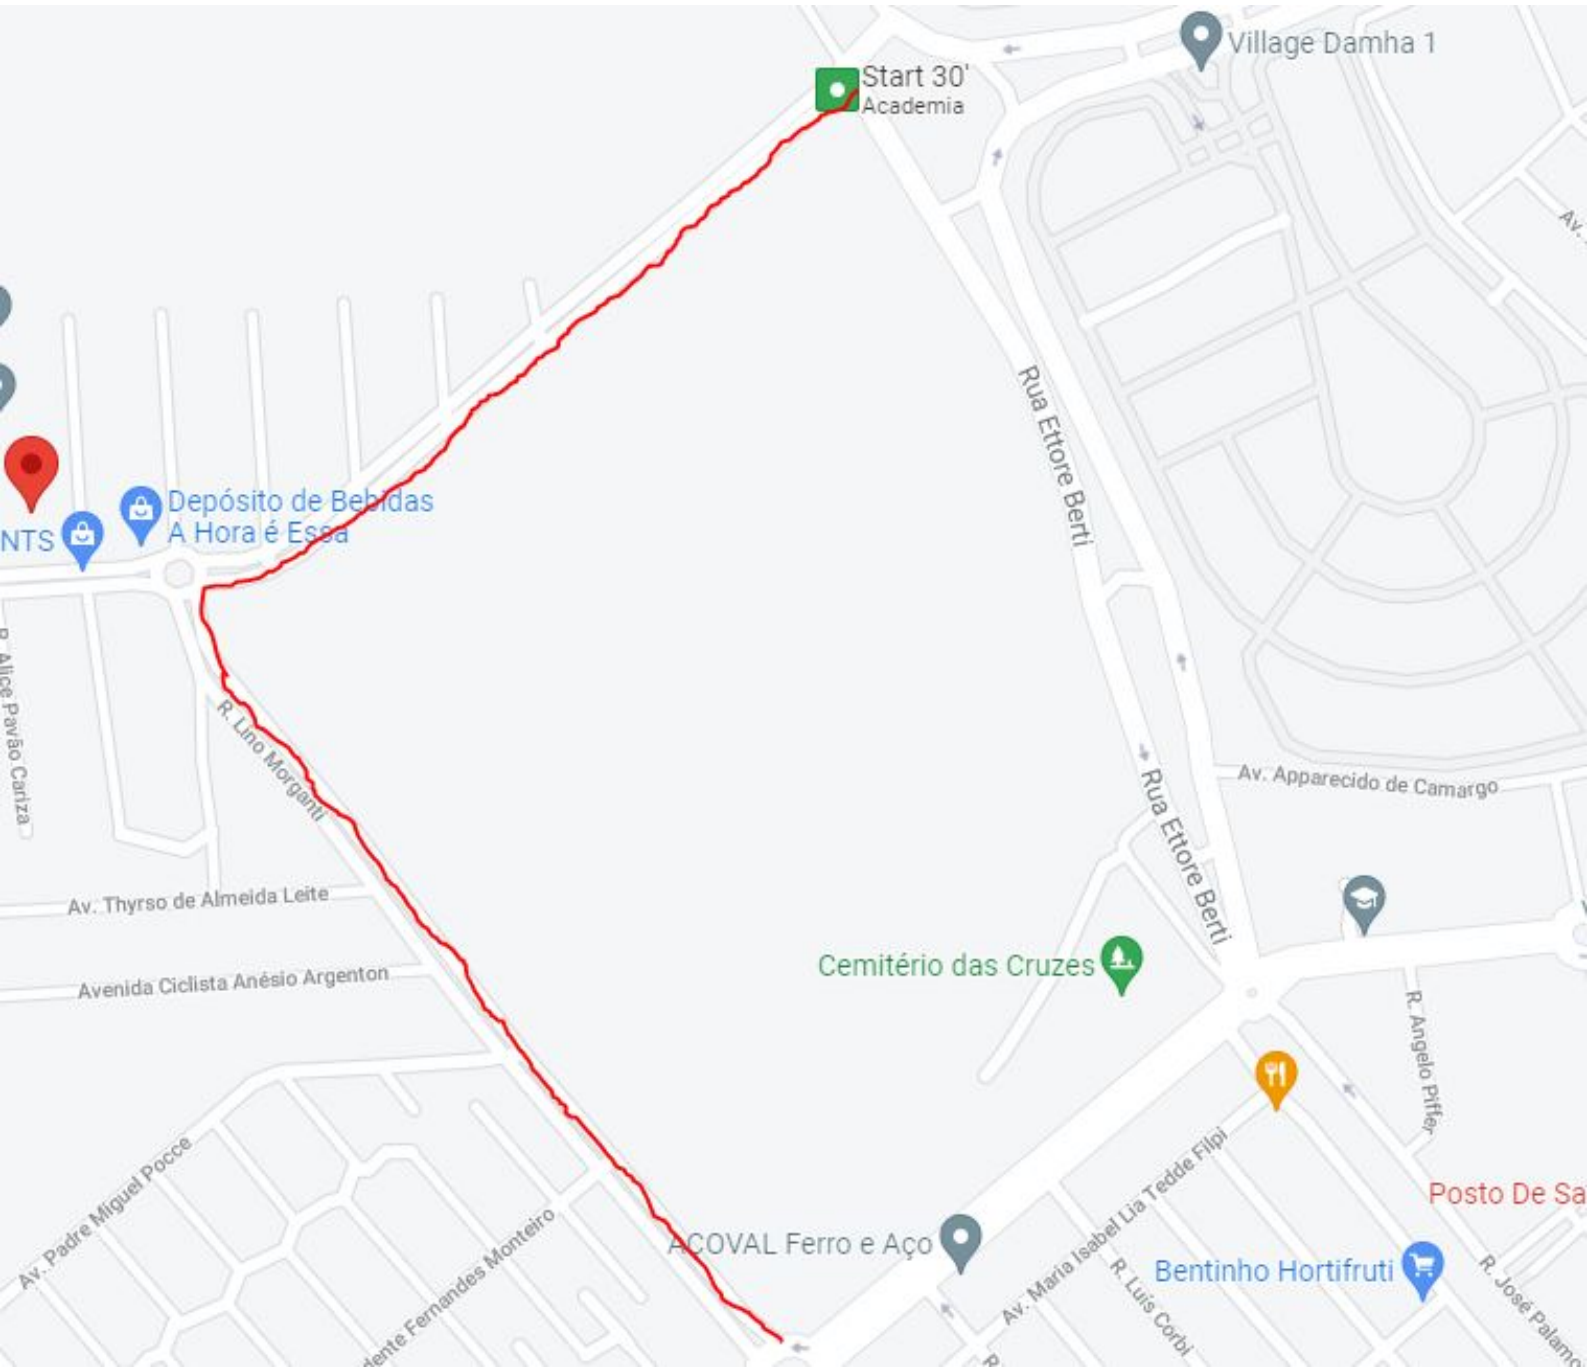 Village Damha 1
Start 30'
Academia
Av.
Rua Ettore Berti
Depósito de Bebidas
A Hora é Essa
NTS
R. Alice Pavão Cariza
R. Lino Morganti
Rua Ettore Berti
Av. Apparecido de Camargo
Av. Thyrso de Almeida Leite
Cemitério das Cruzes
Avenida Ciclista Anésio Argenton
R. Angelo Piffer
Av. Padre Miguel Pocce
Av. Maria Isabel Lia Tedde Filpi
Posto De Sa
dente Fernandes Monteiro
ACOVAL Ferro e Aço
Bentinho Hortifruti
R. Luís Corbi
R. José Palamo
R.